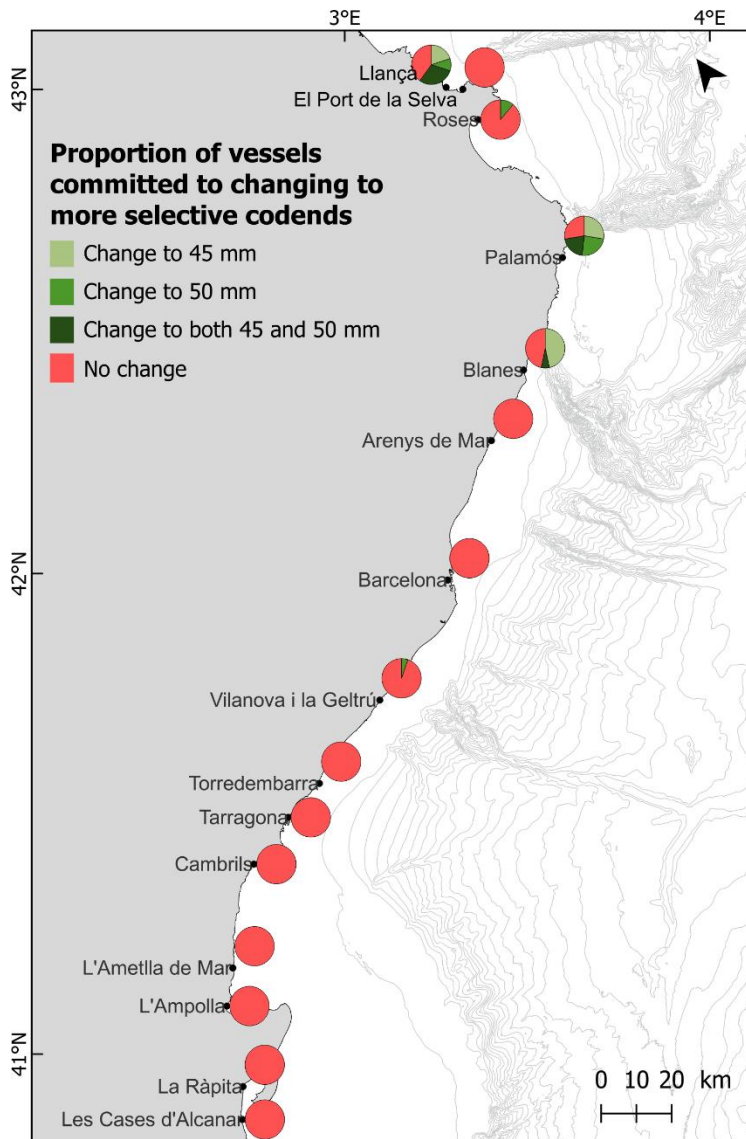 3°E
4°E
43°N
Llançà
El Port de la Selva
Roses
Proportion of vessels
committed to changing to
more selective codends
Change to 45 mm
Change to 50 mm
Change to both 45 and 50 mm
No change
Palamós
Blanes
Arenys de Mar
42°N
Barcelona
Vilanova i la Geltrú
Torredembarra
Tarragona
Cambrils
L'Ametlla de Mar
L'Ampolla
41°N
La Ràpita
Les Cases d'Alcanar
0 10 20 km